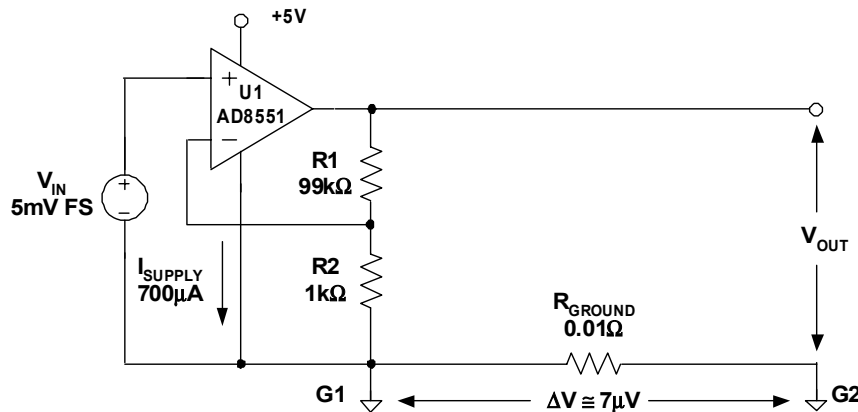 +5V
+
U1
AD8551
−
R1
99kΩ
V_IN
5mV FS
+
−
V_OUT
I_SUPPLY
700μA
R2
1kΩ
R_GROUND
0.01Ω
G1
ΔV ≅ 7μV
G2